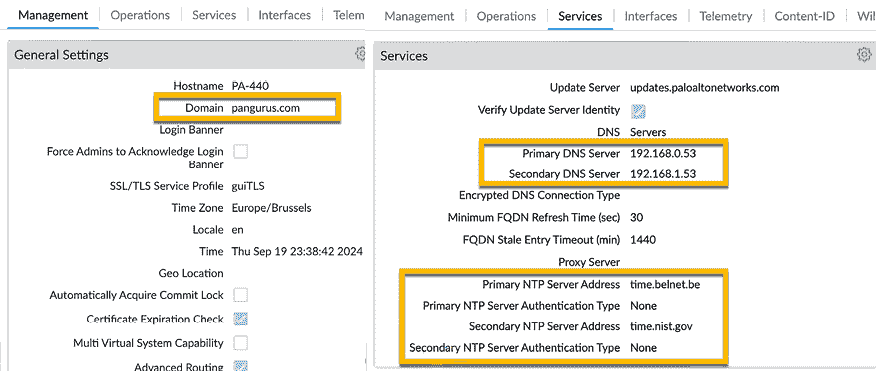 Management Operations Services Interfaces Telem
General Settings
Hostname PA-440
Domain pangurus.com
Login Banner
Force Admins to Acknowledge Login
Banner
SSL/TLS Service Profile guiTLS
Time Zone Europe/Brussels
Locale en
Time Thu Sep 19 23:38:42 2024
Geo Location
Automatically Acquire Commit Lock
Certificate Expiration Check
Multi Virtual System Capability
Advanced Routing
Management Operations Services Interfaces Telemetry Content-ID Wil
Services
Update Server updates.paloaltonetworks.com
Verify Update Server Identity
DNS Servers
Primary DNS Server 192.168.0.53
Secondary DNS Server 192.168.1.53
Encrypted DNS Connection Type
Minimum FQDN Refresh Time (sec) 30
FQDN Stale Entry Timeout (min) 1440
Proxy Server
Primary NTP Server Address time.belnet.be
Primary NTP Server Authentication Type None
Secondary NTP Server Address time.nist.gov
Secondary NTP Server Authentication Type None